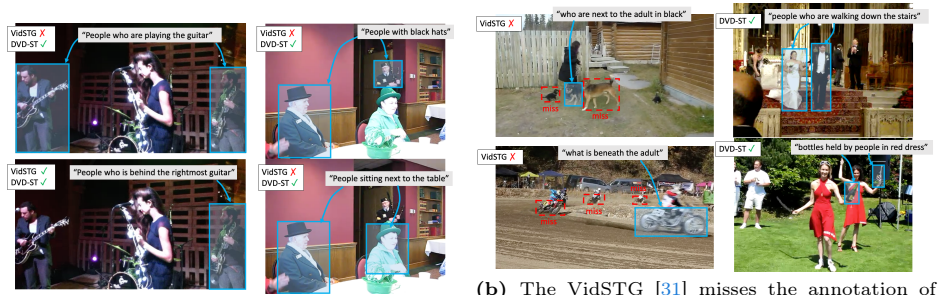 VidSTG ✗
DVD-ST ✓
"People who are playing the guitar"
VidSTG ✗
DVD-ST ✓
"People with black hats"
VidSTG ✗
"who are next to the adult in black"
miss
miss
DVD-ST ✓
"people who are walking down the stairs"
VidSTG ✓
DVD-ST ✓
"People who is behind the rightmost guitar"
VidSTG ✓
DVD-ST ✓
"People sitting next to the table"
VidSTG ✗
"what is beneath the adult"
miss
miss
miss
DVD-ST ✓
"bottles held by people in red dress"
(b) The VidSTG [31] misses the annotation of